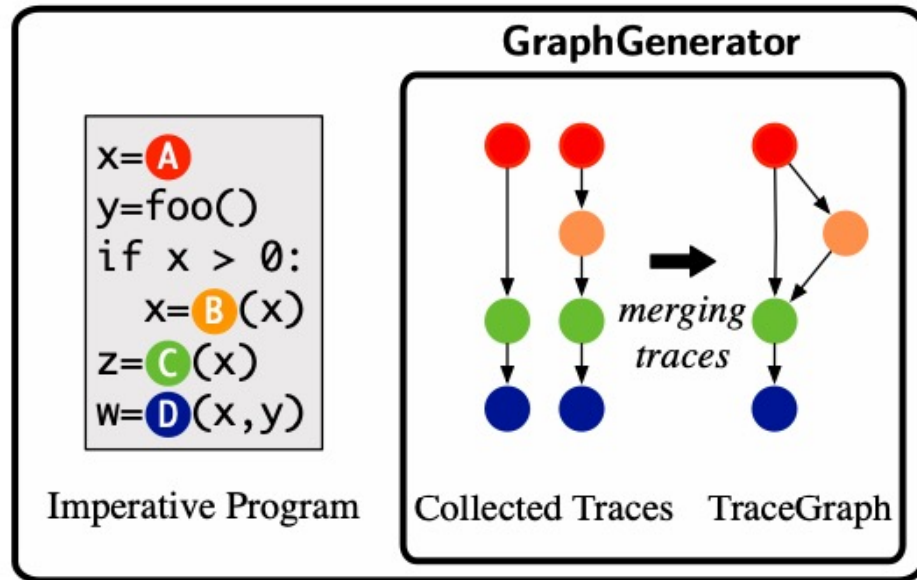 GraphGenerator
x=A
y=foo()
if x > 0:
x=B(x)
z=C(x)
w=D(x,y)
merging
traces
Imperative Program
Collected Traces
TraceGraph